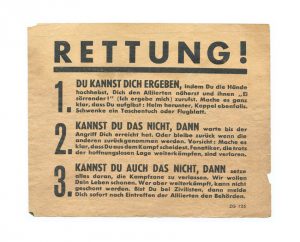 RETTUNG!
1. DU KANNST DICH ERGEBEN, indem Du die Hände
hochhebst, Dich den Alliierten näherst und ihnen „Ei
sörrender!" (Ich ergebe mich) zurufst. Mache es ganz
klar, dass Du aufgibst: Helm herunter, Koppel ebenfalls.
Schwenke ein Taschentuch oder Flugblatt.
2. KANNST DU DAS NICHT, DANN warte bis der
Angriff Dich erreicht hat. Oder bleibe zurück wenn die
anderen zurückgenommen werden. Vorsicht: Mache es
klar, dass Du aus dem Kampf scheidest. Fanatiker, die trotz
der hoffnungslosen Lage weiterkämpfen, sind verloren.
3. KANNST DU AUCH DAS NICHT, DANN setze
alles daran, die Kampfzone zu verlassen. Wir wollen
Dein Leben schonen. Wer aber weiterkämpft, kann nicht
geschont werden. Bist Du bei Zivilisten, dann melde
Dich sofort nach Eintreffen der Alliierten den Behörden.